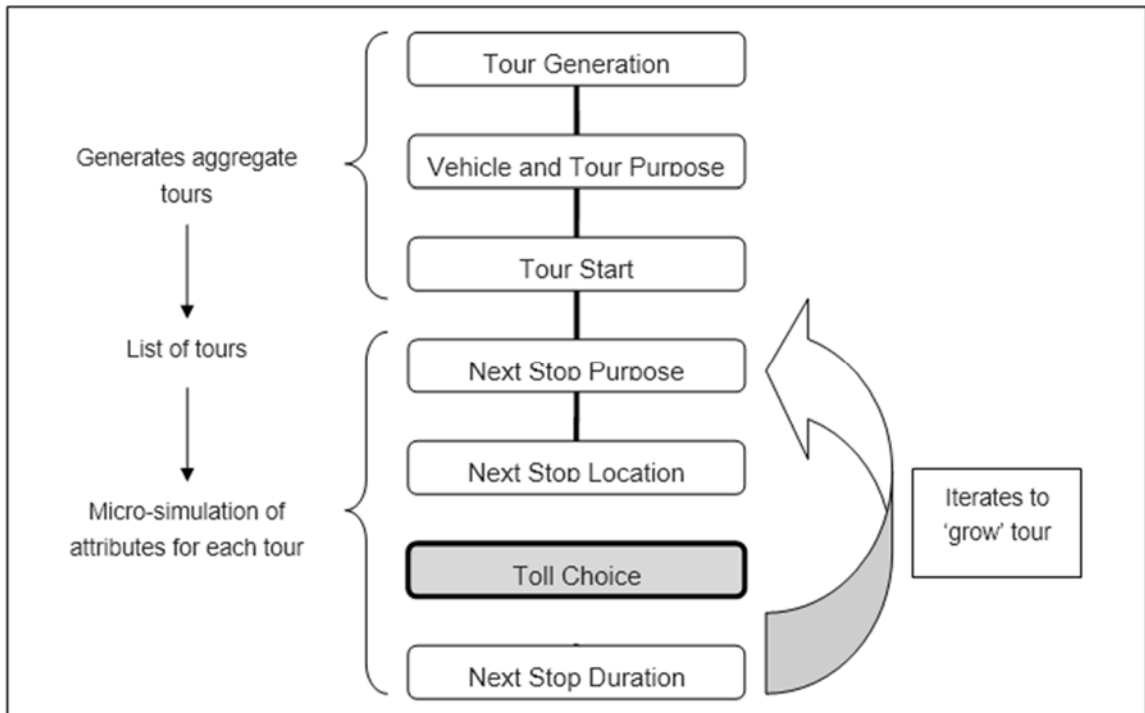 Tour Generation
Vehicle and Tour Purpose
Tour Start
Next Stop Purpose
Next Stop Location
Toll Choice
Next Stop Duration
Generates aggregate
tours
List of tours
Micro-simulation of
attributes for each tour
Iterates to
‘grow’ tour